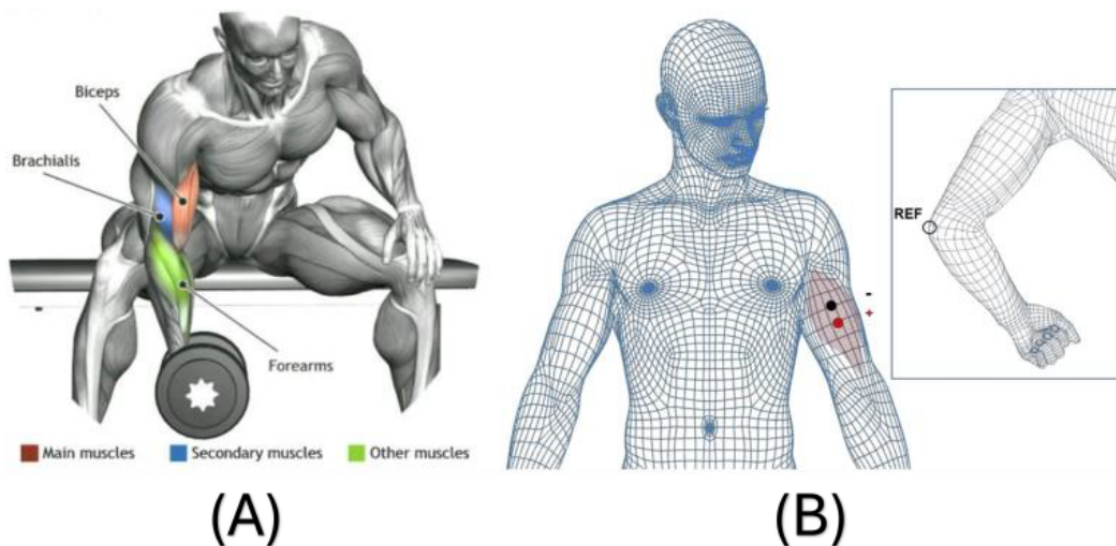 Biceps
Brachialis
Forearms
Main muscles Secondary muscles Other muscles
REF
-
+
(A) (B)